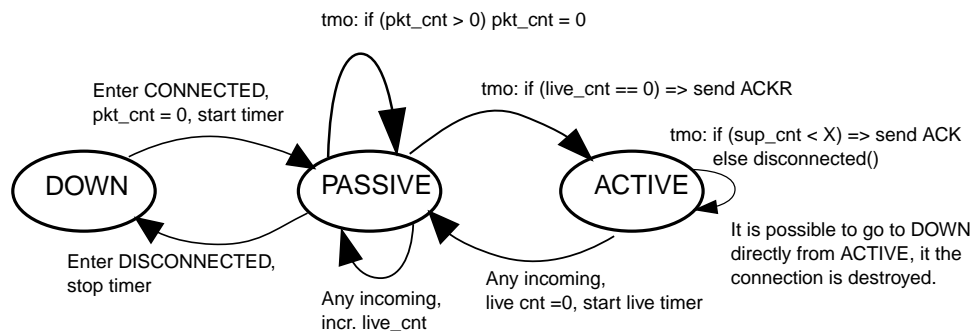 tmo: if (pkt_cnt > 0) pkt_cnt = 0
Enter CONNECTED,
pkt_cnt = 0, start timer
tmo: if (live_cnt == 0) => send ACKR
tmo: if (sup_cnt < X) => send ACK
else disconnected()
DOWN
PASSIVE
ACTIVE
It is possible to go to DOWN
directly from ACTIVE, it the
connection is destroyed.
Enter DISCONNECTED,
stop timer
Any incoming,
incr. live_cnt
Any incoming,
live cnt =0, start live timer